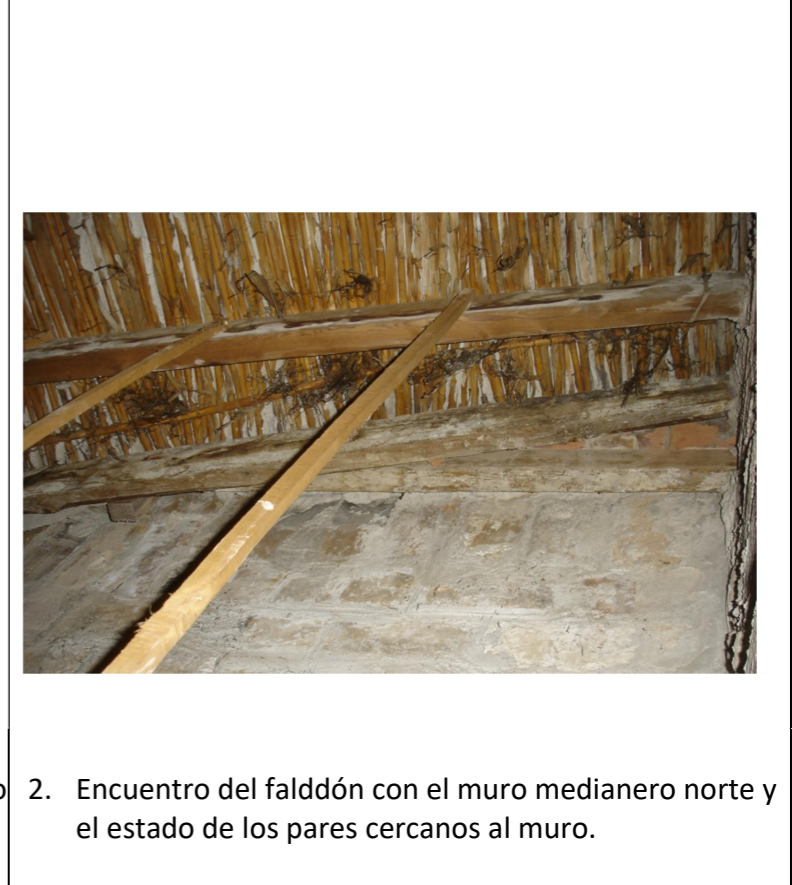 2. Encuentro del falddón con el muro medianero norte y
el estado de los pares cercanos al muro.